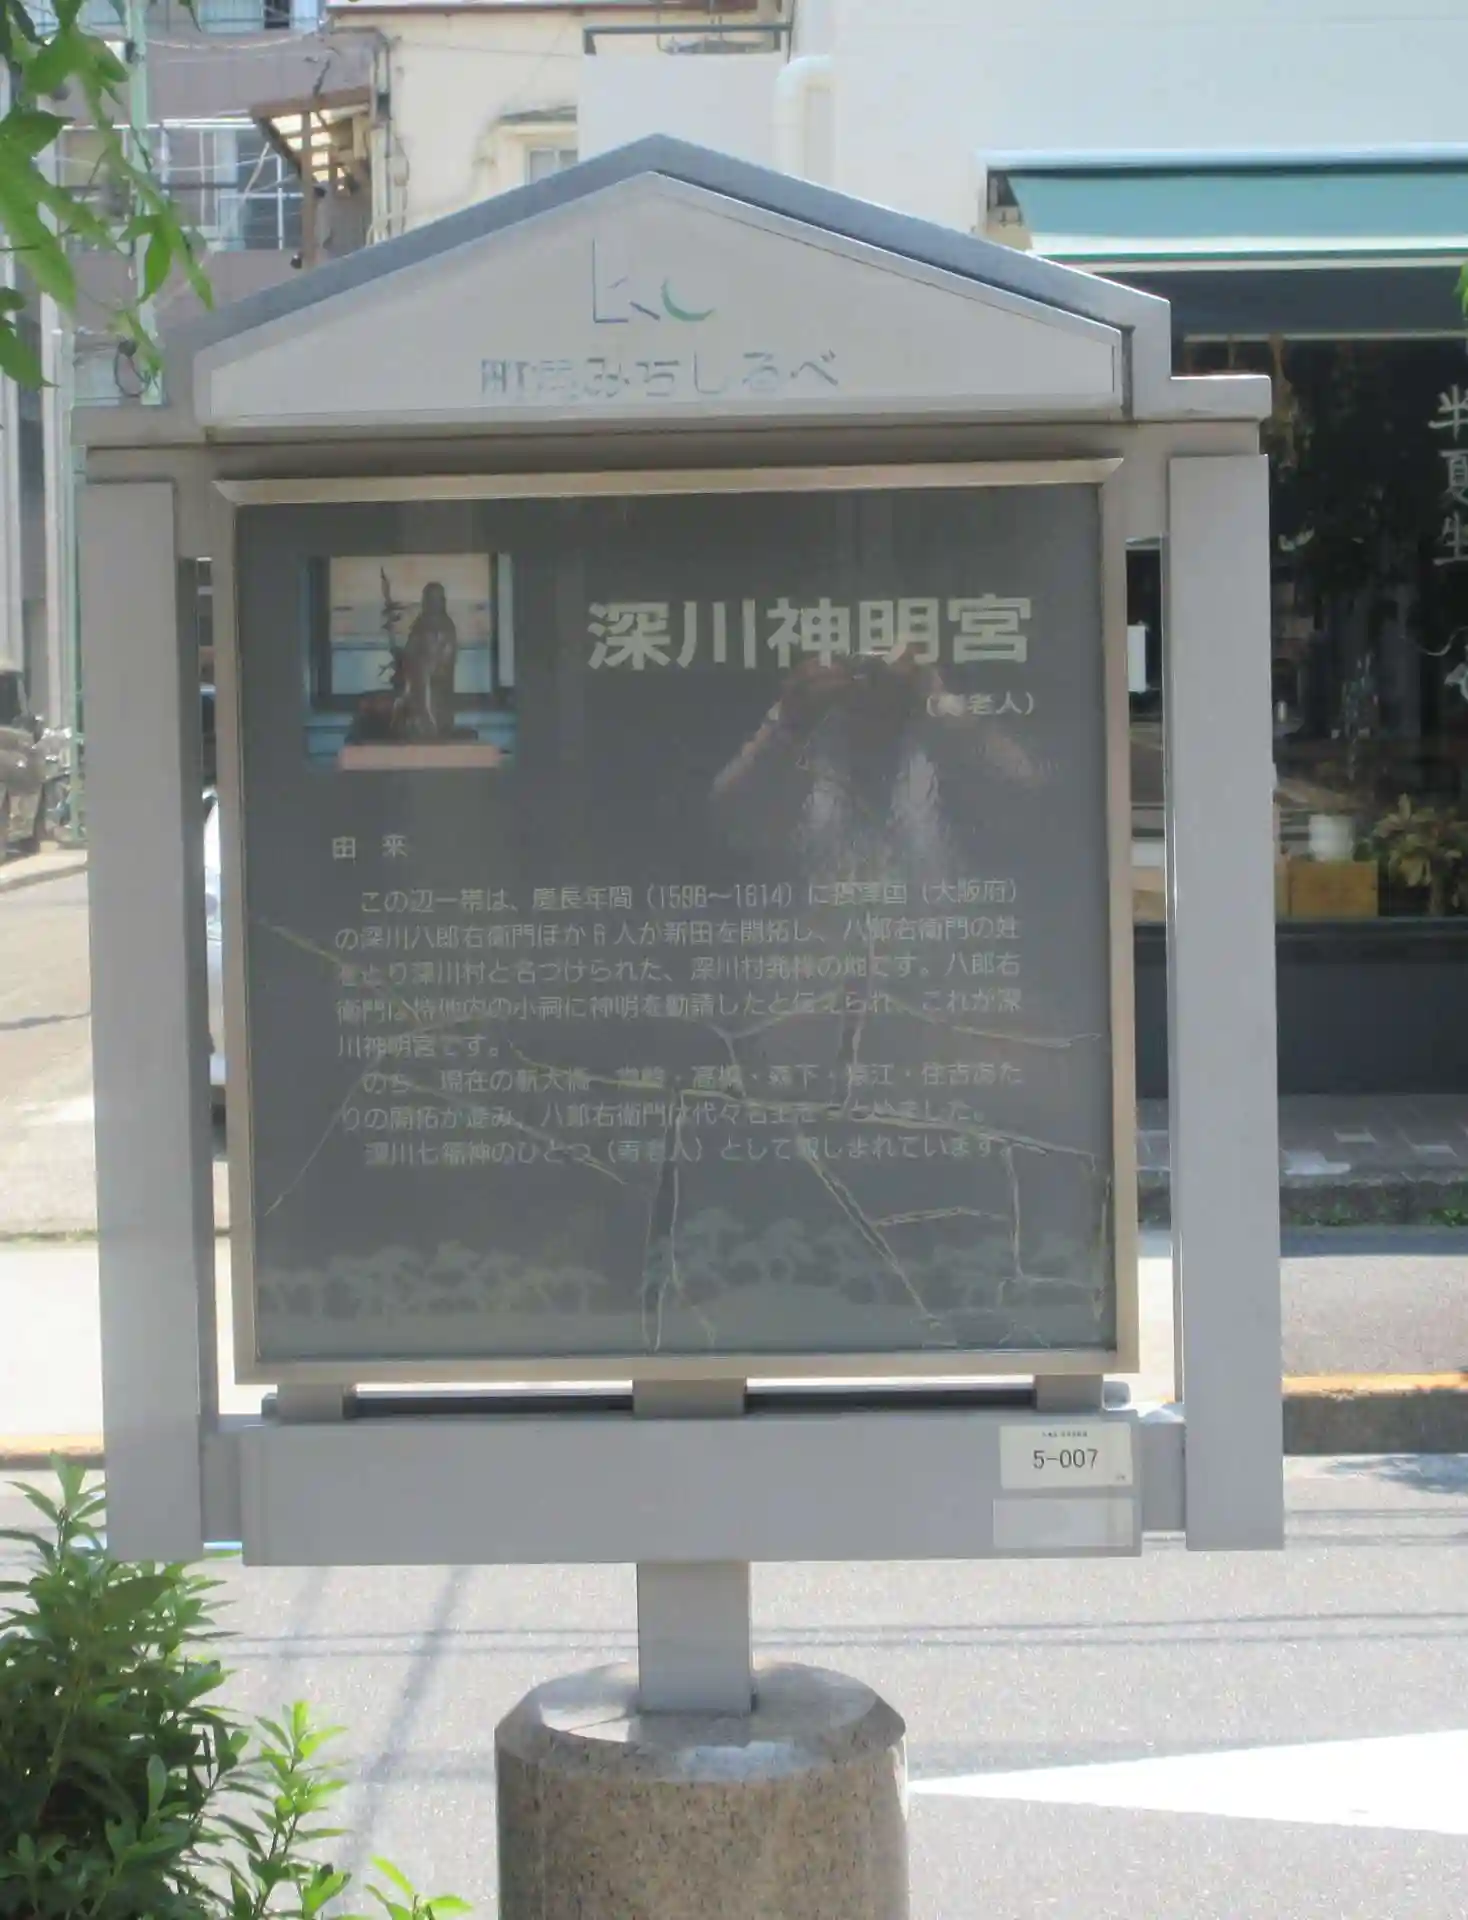 町 みちしるべ
深川神明宮
(寿老人)
由 来
この辺一帯は、慶長年間(1596〜1614)に摂津国(大阪府)
の深川八郎右衛門ほか6人が新田を開拓し、八郎右衛門の姓
をとり深川村と名づけられた、深川村発祥の地です。八郎右
衛門は 地内の小祠に神明を勧請したと伝えられ、これが深
川神明宮です。
のち、現在の新大橋・常盤・高橋・森下・猿江・住吉あた
りの開拓が進み、八郎右衛門は代々名主をつとめました。
深川七福神のひとつ(寿老人)として親しまれています。
5-007
半夏生